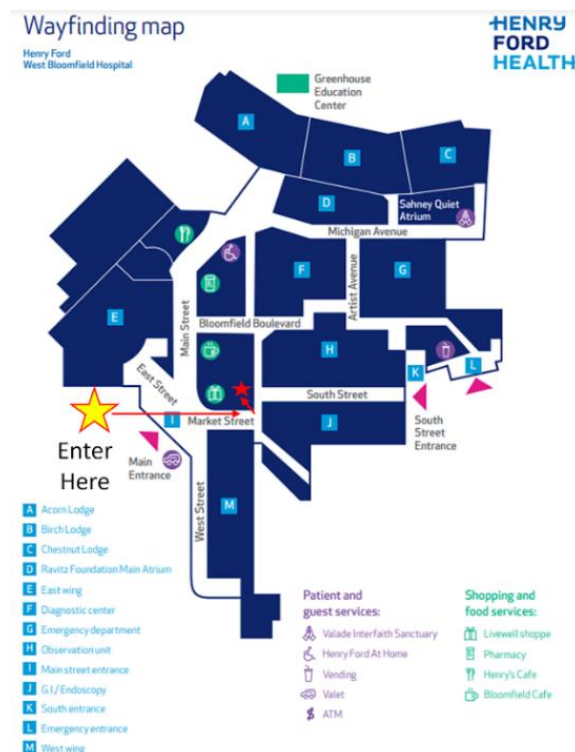 Wayfinding map
Henry Ford
West Bloomfield Hospital
HENRY
FORD
HEALTH
Greenhouse
Education
Center
A
B
C
D
Sahney Quiet
Atrium
Michigan Avenue
E
F
G
Main Street
Artist Avenue
Bloomfield Boulevard
H
East Street
K
L
South Street
I
Market Street
J
South
Street
Entrance
Enter
Here
Main
Entrance
West Street
M
A Acorn Lodge
B Birch Lodge
C Chestnut Lodge
D Ravitz Foundation Main Atrium
E East wing
F Diagnostic center
G Emergency department
H Observation unit
I Main street entrance
J G.I / Endoscopy
K South entrance
L Emergency entrance
M West wing
Patient and
guest services:
Valade Interfaith Sanctuary
Henry Ford At Home
Vending
Valet
$ ATM
Shopping and
food services:
Livewell shoppe
Pharmacy
Henry's Cafe
Bloomfield Cafe